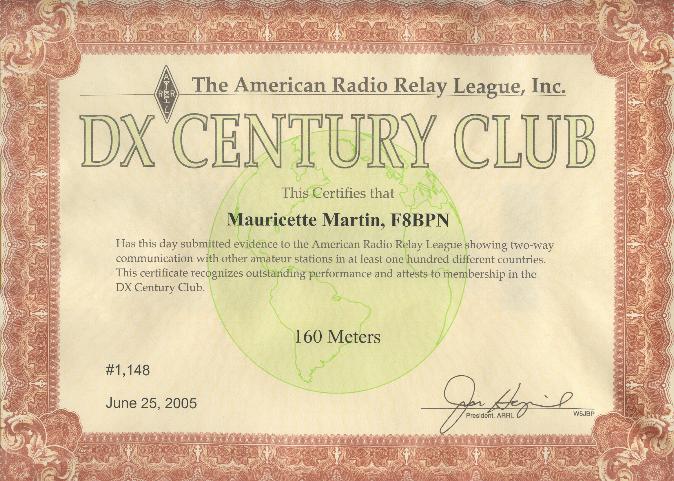 The American Radio Relay League, Inc.
ARRL
DX CENTURY CLUB
This Certifies that
Mauricette Martin, F8BPN
Has this day submitted evidence to the American Radio Relay League showing two-way
communication with other amateur stations in at least one hundred different countries.
This certificate recognizes outstanding performance and attests to membership in the
DX Century Club.
160 Meters
#1,148
June 25, 2005
President, ARRL
W5JBP